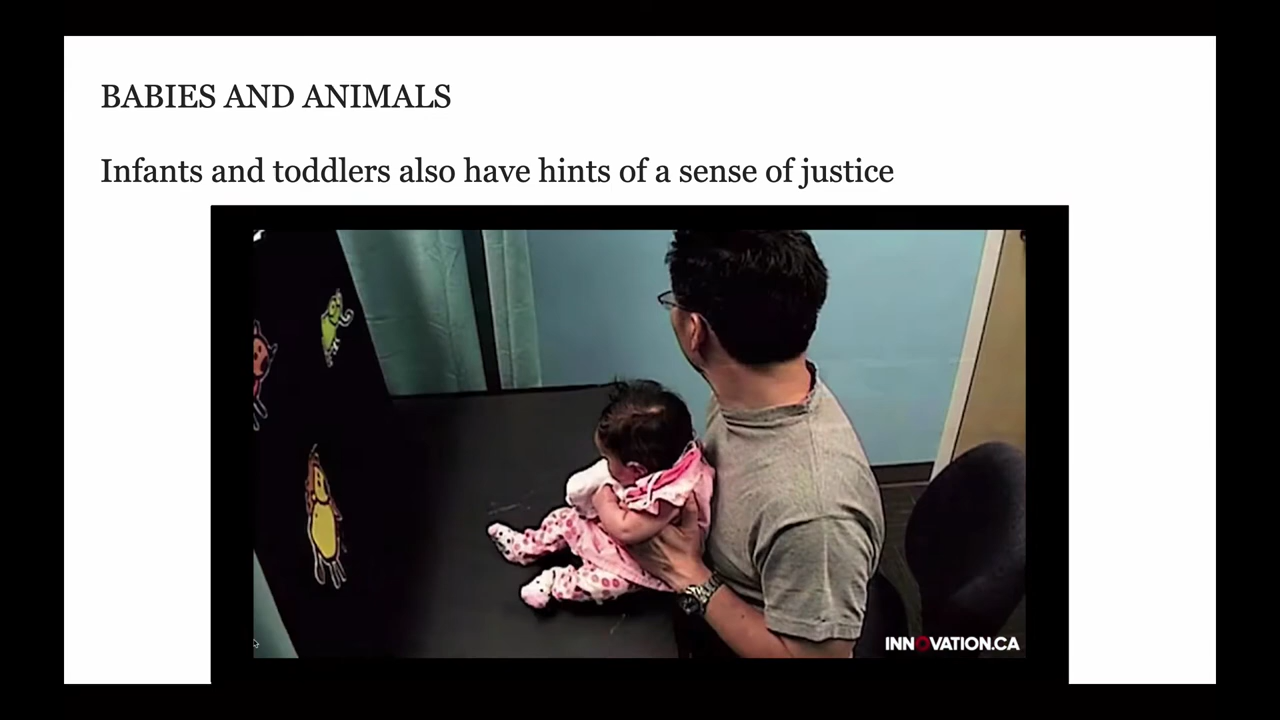 BABIES AND ANIMALS
Infants and toddlers also have hints of a sense of justice
INNOVATION.CA